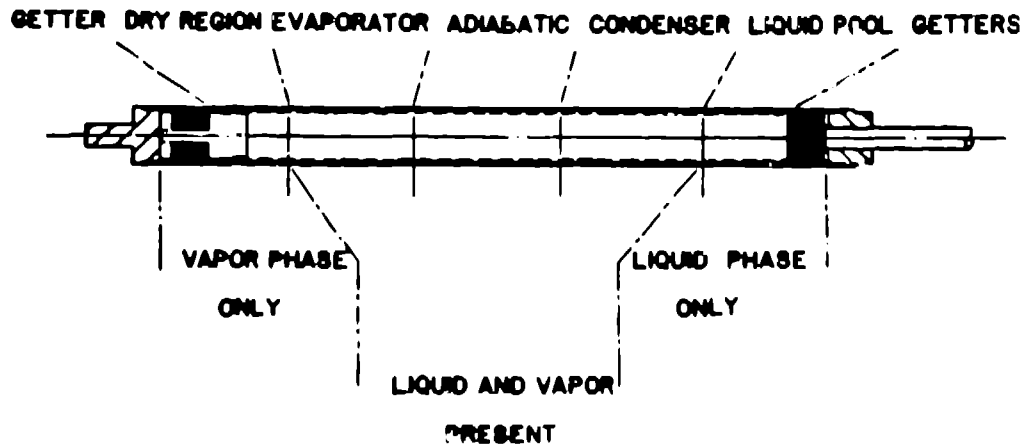 GETTER DRY REGION EVAPORATOR ADIABATIC CONDENSER LIQUID POOL GETTERS
VAPOR PHASE
ONLY
LIQUID PHASE
ONLY
LIQUID AND VAPOR
PRESENT